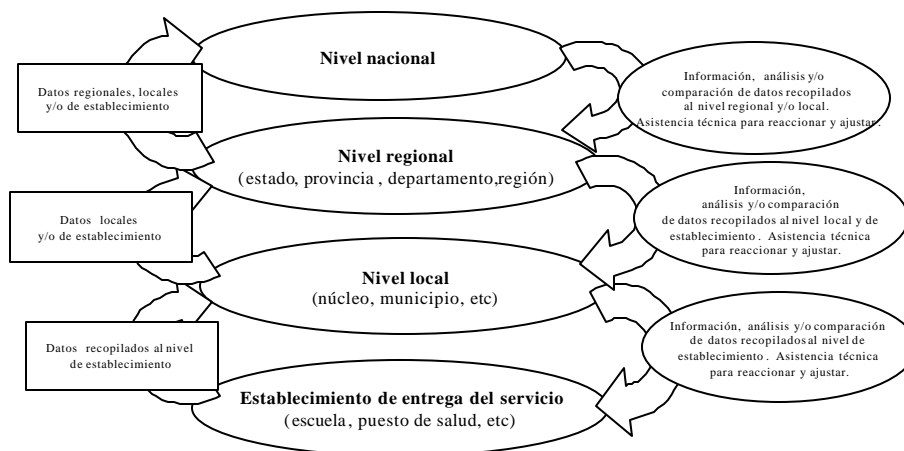 Nivel nacional
Datos regionales, locales
y/o de establecimiento
Información, análisis y/o
comparación de datos recopilados
al nivel regional y/o local.
Asistencia técnica para reaccionar y ajustar.
Nivel regional
(estado, provincia, departamento,región)
Datos locales
y/o de establecimiento
Información,
análisis y/o comparación
de datos recopilados al nivel local y de
establecimiento. Asistencia técnica
para reaccionar y ajustar.
Nivel local
(núcleo, municipio, etc)
Datos recopilados al nivel
de establecimiento
Información, análisis y/o comparación
de datos recopilados al nivel de
establecimiento. Asistencia técnica
para reaccionar y ajustar.
Establecimiento de entrega del servicio
(escuela, puesto de salud, etc)